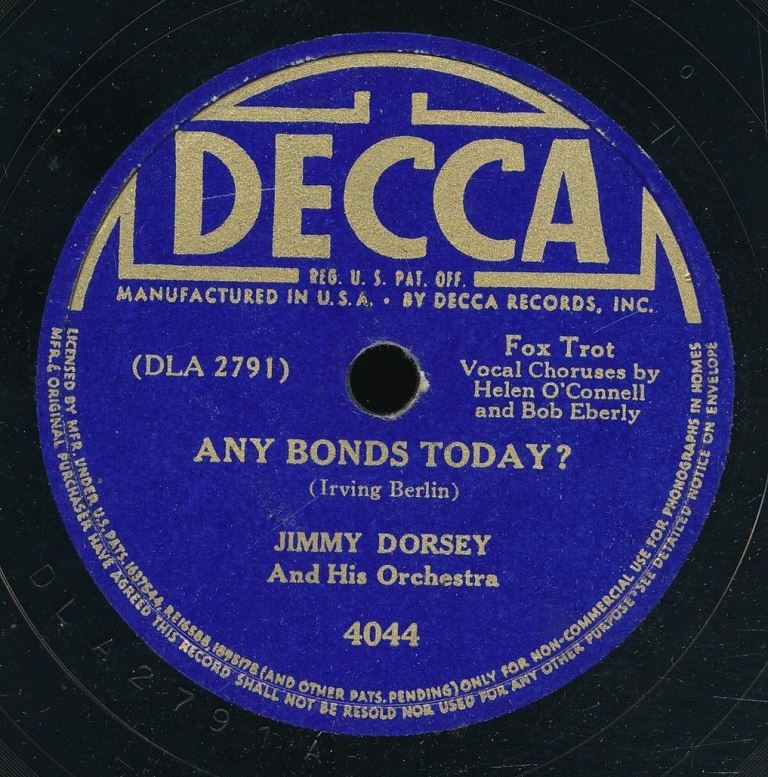 DECCA
REG. U. S. PAT. OFF.
MANUFACTURED IN U.S.A. • BY DECCA RECORDS, INC.
(DLA 2791)
Fox Trot
Vocal Choruses by
Helen O'Connell
and Bob Eberly
ANY BONDS TODAY?
(Irving Berlin)
JIMMY DORSEY
And His Orchestra
4044
LICENSED BY MFR. UNDER U.S. PATS. 1637544, RE16588, 1895178 (AND OTHER PATS. PENDING) ONLY FOR NON-COMMERCIAL USE FOR PHONOGRAPHS IN HOMES
MFR. & ORIGINAL PURCHASER HAVE AGREED THIS RECORD SHALL NOT BE RESOLD NOR USED FOR ANY OTHER PURPOSE • SEE DETAILED NOTICE ON ENVELOPE
DLA2791 A